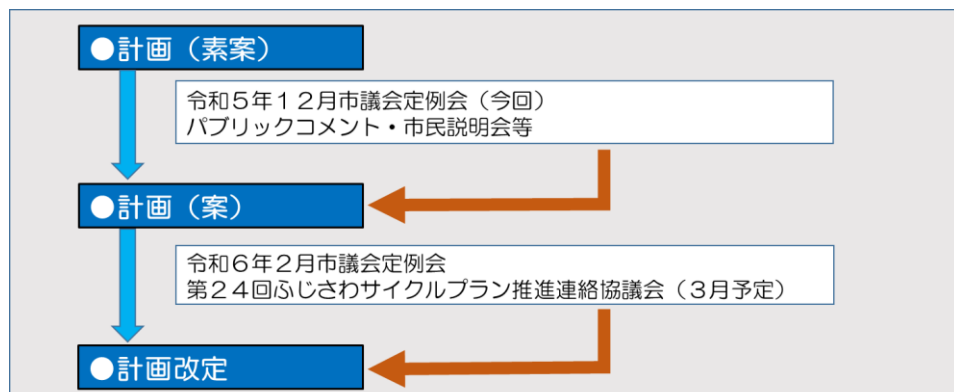 ●計画（素案）
令和５年１２月市議会定例会（今回）
パブリックコメント・市民説明会等
●計画（案）
令和６年２月市議会定例会
第２４回ふじさわサイクルプラン推進連絡協議会（３月予定）
●計画改定